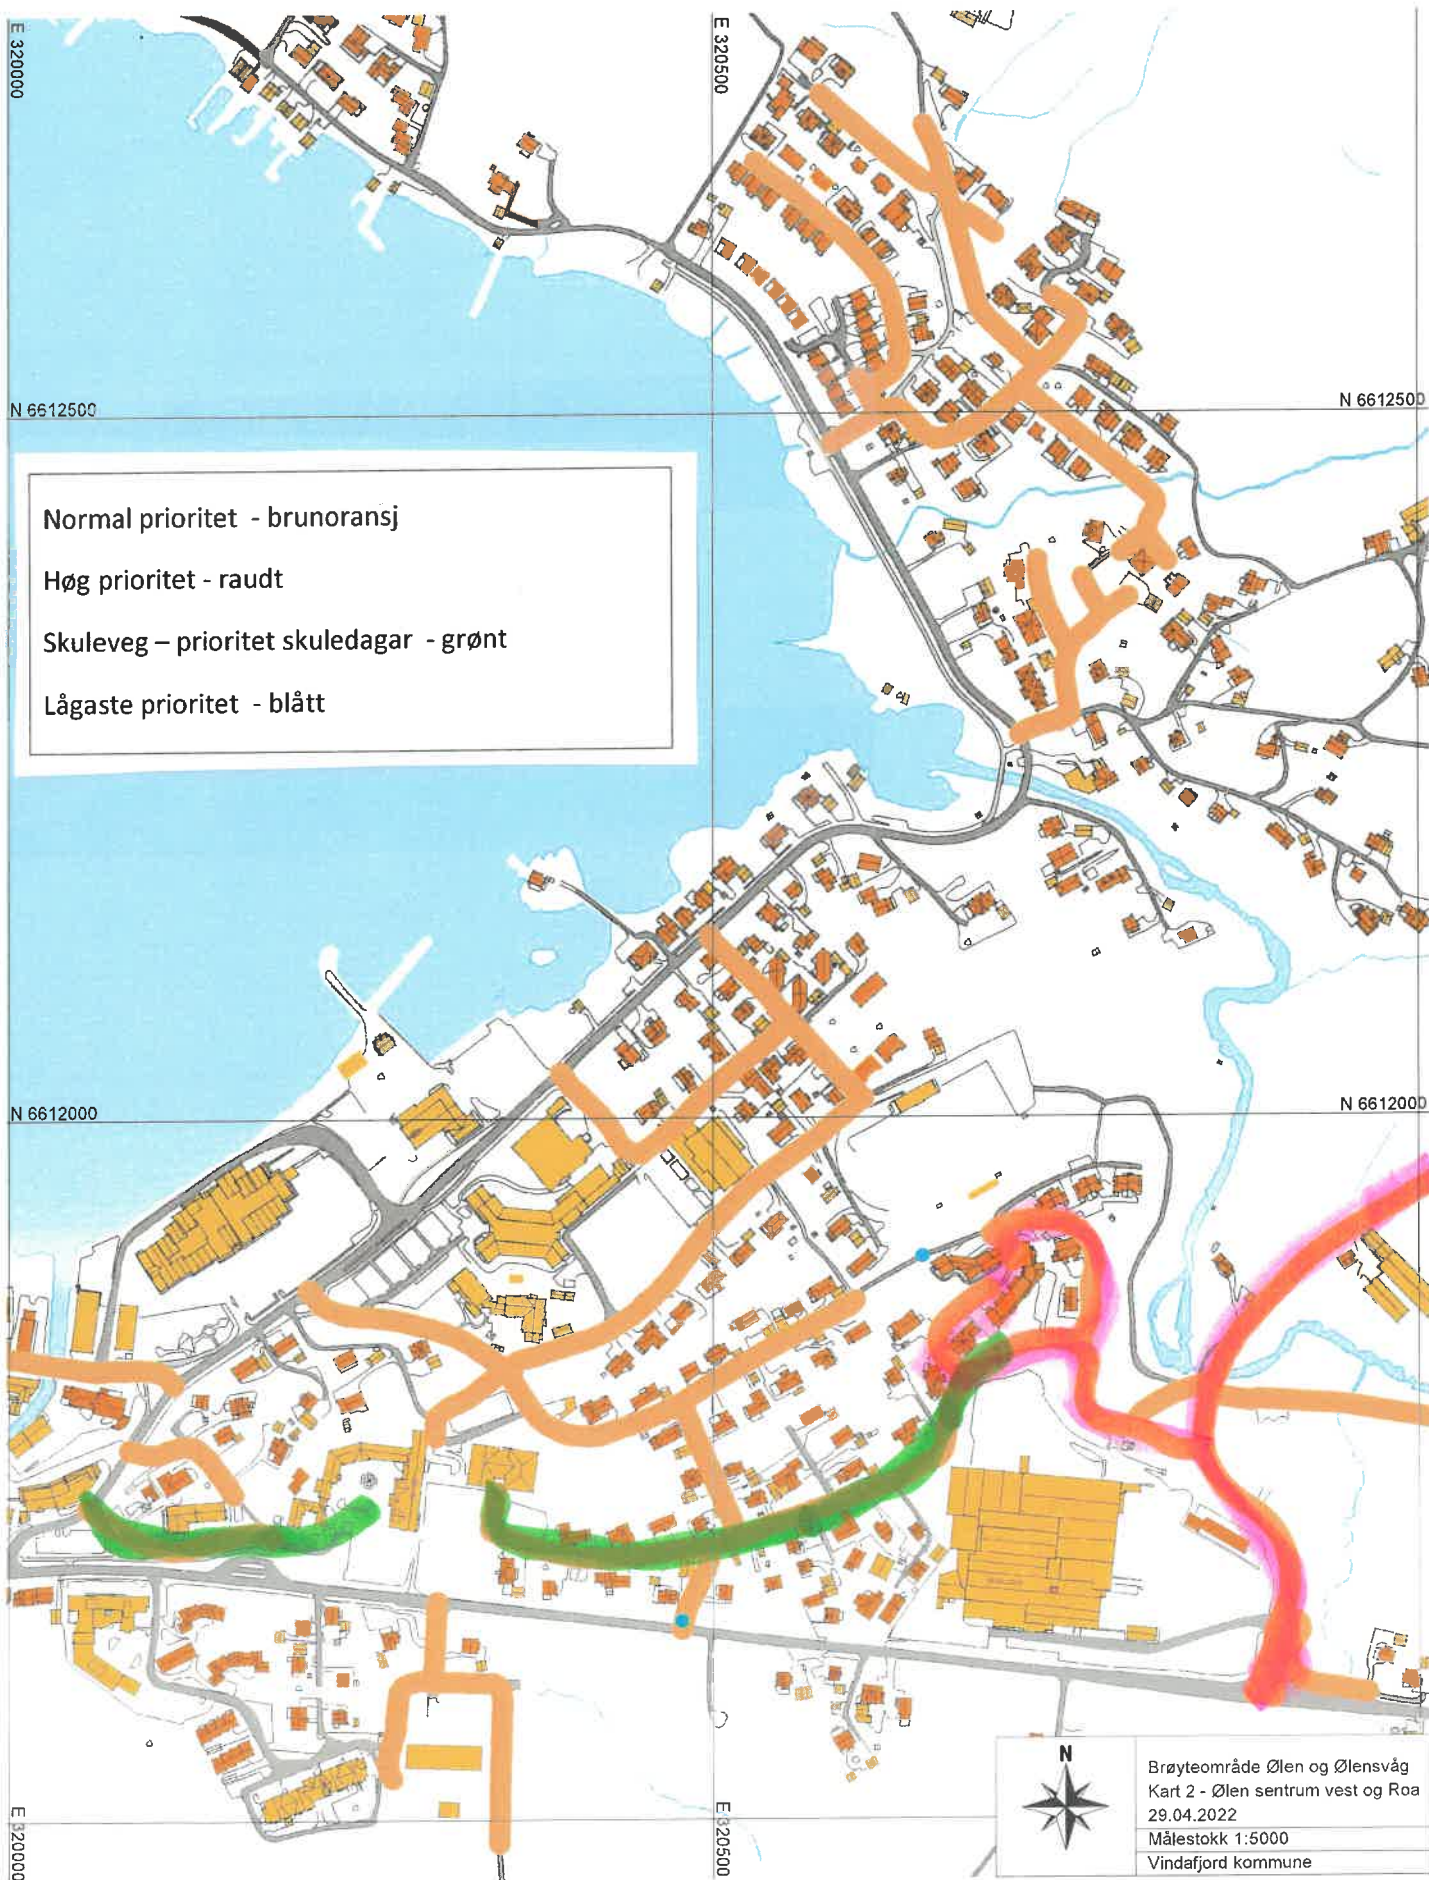 E 320000
E 320500
N 6612500
N 6612500
Normal prioritet - brunoransj
Høg prioritet - raudt
Skuleveg – prioritet skuledagar - grønt
Lågaste prioritet - blått
N 6612000
N 6612000
E 320000
E 320500
N
Brøyteområde Ølen og Ølensvåg
Kart 2 - Ølen sentrum vest og Roa
29.04.2022
Målestokk 1:5000
Vindafjord kommune